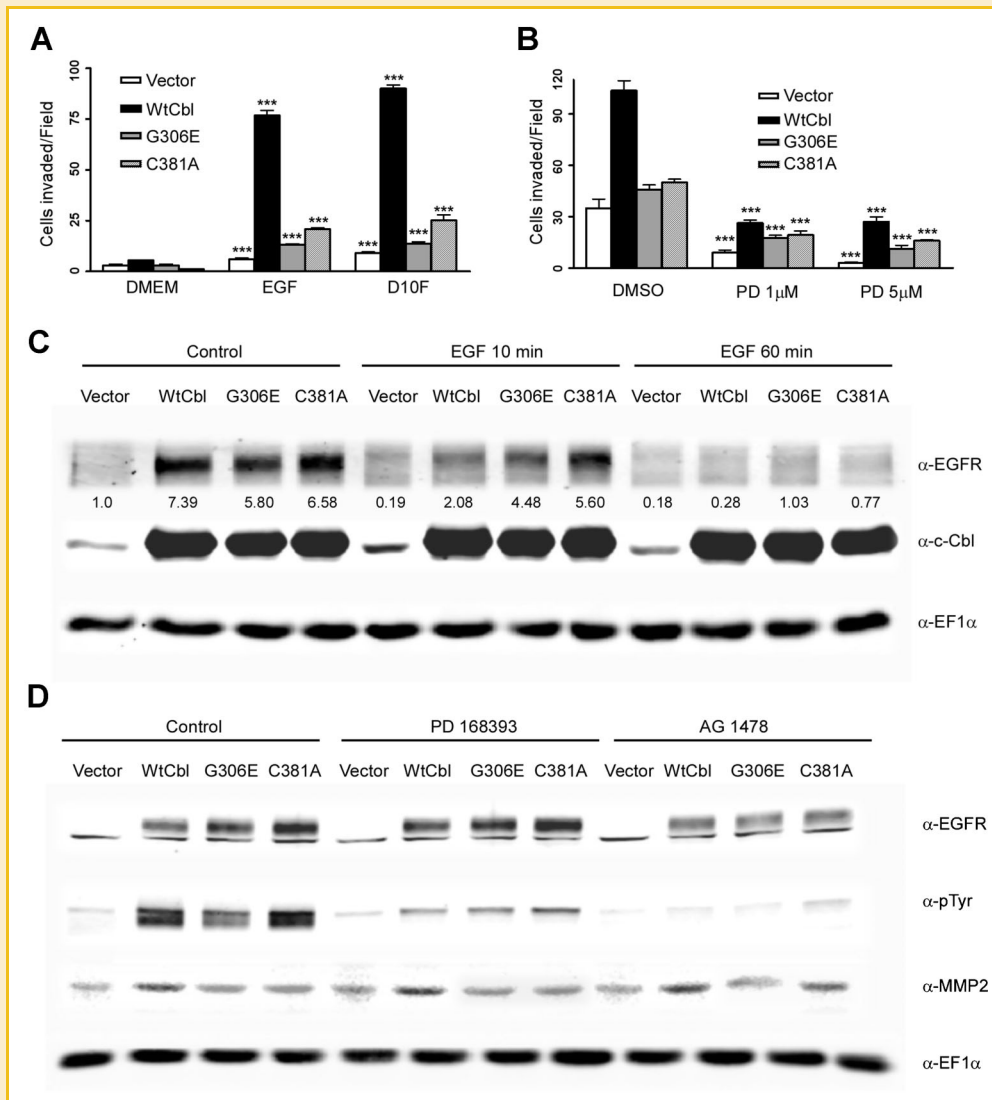 A
Cells invaded/Field
100
75
50
25
0
Vector
WtCbl
G306E
C381A
*** *** *** ***
*** *** *** ***
DMEM EGF D10F
B
Cells invaded/Field
120
90
60
30
0
Vector
WtCbl
G306E
C381A
*** *** *** ***
*** *** *** ***
DMSO PD 1μM PD 5μM
C
Control EGF 10 min EGF 60 min
Vector WtCbl G306E C381A Vector WtCbl G306E C381A Vector WtCbl G306E C381A
α-EGFR
1.0 7.39 5.80 6.58 0.19 2.08 4.48 5.60 0.18 0.28 1.03 0.77
α-c-Cbl
α-EF1α
D
Control PD 168393 AG 1478
Vector WtCbl G306E C381A Vector WtCbl G306E C381A Vector WtCbl G306E C381A
α-EGFR
α-pTyr
α-MMP2
α-EF1α